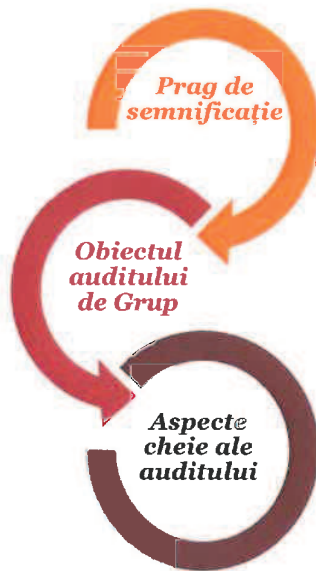 Prag de
semnificație
Obiectul
auditului
de Grup
Aspecte
cheie ale
auditului